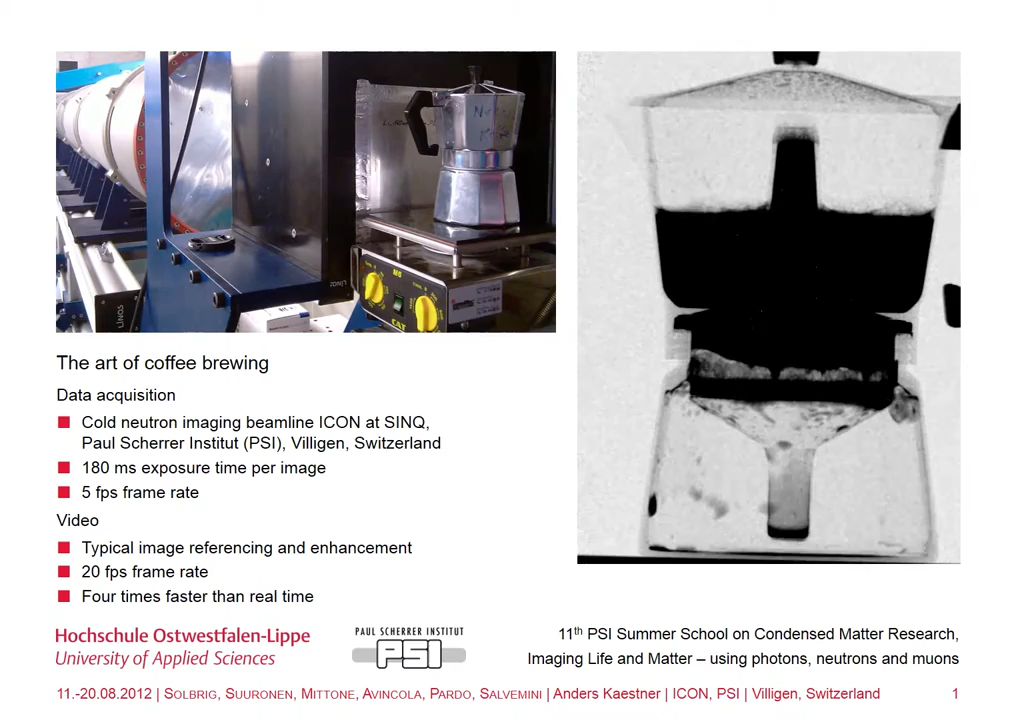 The art of coffee brewing
Data acquisition
Cold neutron imaging beamline ICON at SINQ,
Paul Scherrer Institut (PSI), Villigen, Switzerland
180 ms exposure time per image
5 fps frame rate
Video
Typical image referencing and enhancement
20 fps frame rate
Four times faster than real time
Hochschule Ostwestfalen-Lippe
University of Applied Sciences
PAUL SCHERRER INSTITUT
PSI
11th PSI Summer School on Condensed Matter Research,
Imaging Life and Matter – using photons, neutrons and muons
11.-20.08.2012 | SOLBRIG, SUURONEN, MITTONE, AVINCOLA, PARDO, SALVEMINI | Anders Kaestner | ICON, PSI | Villigen, Switzerland 1
LINOS